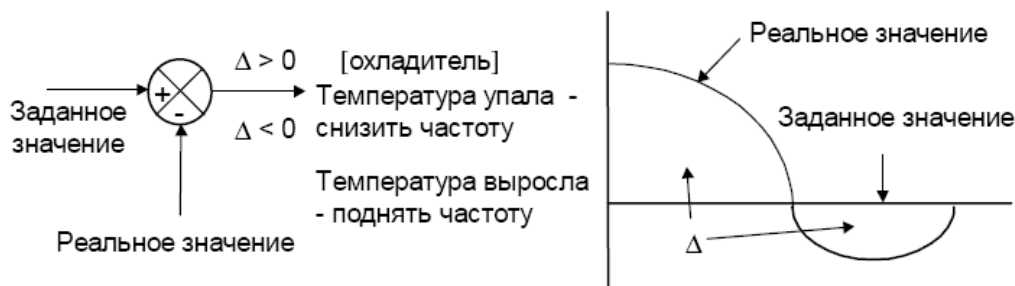 Δ > 0 [охладитель]
Температура упала -
снизить частоту
Δ < 0
+
-
Заданное
значение
Температура выросла
- поднять частоту
Реальное значение
Реальное значение
Заданное значение
Δ